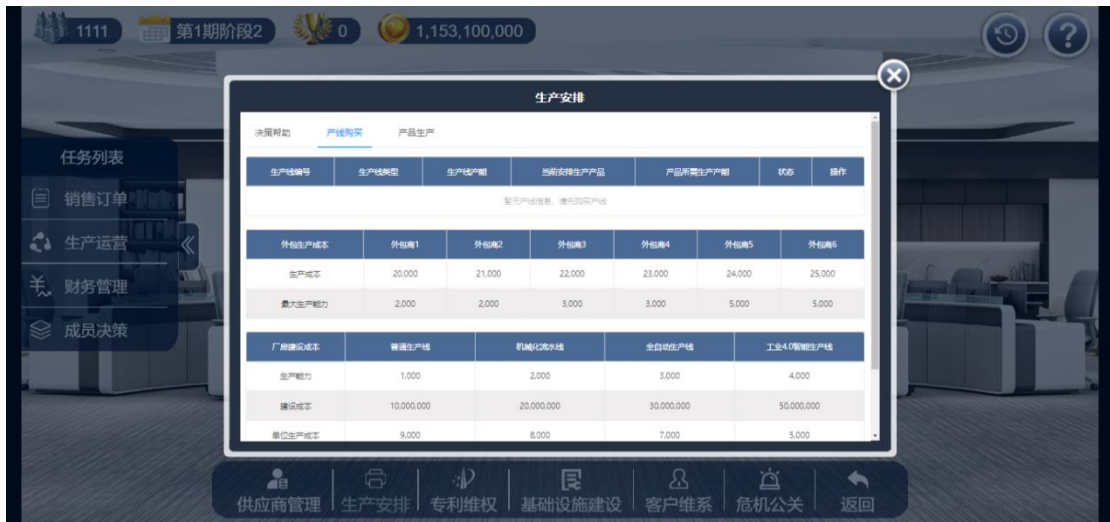 1111 第1期阶段2 0 1,153,100,000
生产安排
决策帮助 产线购买 产品生产
生产线编号 生产线类型 生产线产能 当前安排生产产品 产品所需生产产能 状态 操作
暂无产线信息，请先购买产线
外包生产成本 外包商1 外包商2 外包商3 外包商4 外包商5 外包商6
生产成本 20,000 21,000 22,000 23,000 24,000 25,000
最大生产能力 2,000 2,000 3,000 3,000 5,000 5,000
厂房建设成本 普通生产线 机械化流水线 全自动生产线 工业4.0智能生产线
生产能力 1,000 2,000 3,000 4,000
建设成本 10,000,000 20,000,000 30,000,000 50,000,000
单位生产成本 9,000 8,000 7,000 5,000
任务列表
销售订单
生产运营
财务管理
成员决策
供应商管理 生产安排 专利维权 基础设施建设 客户维系 危机公关 返回